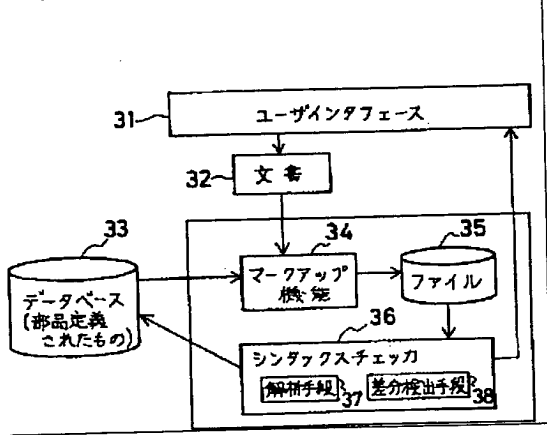 31
ユーザインタフェース
32
文書
33
34
35
データベース
(部品定義
されたもの)
マークアップ
機能
ファイル
36
シンタックスチェッカ
解析手段 37 差分検出手段 38